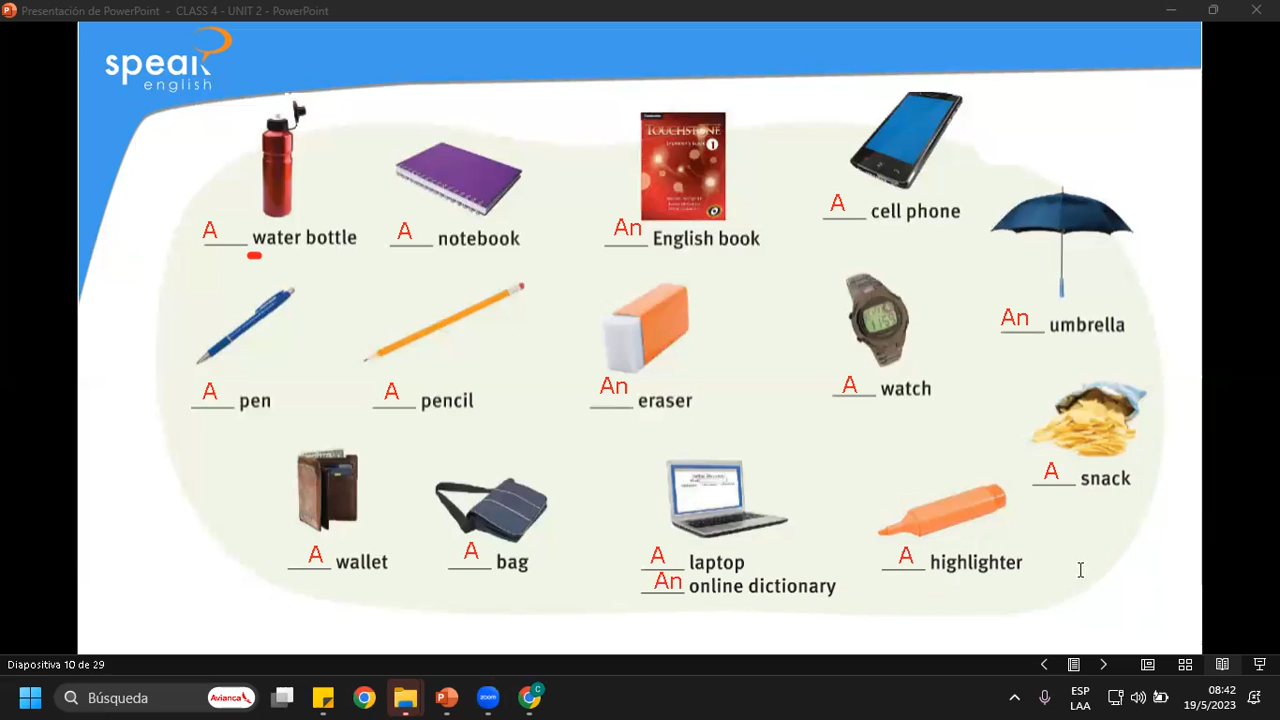 Presentación de PowerPoint - CLASS 4 - UNIT 2 - PowerPoint
speak
english
TOUCHSTONE
1
A cell phone
A water bottle
A notebook
An English book
An umbrella
A pen
A pencil
An eraser
A watch
A snack
A wallet
A bag
A laptop
An online dictionary
A highlighter
Diapositiva 10 de 29
Búsqueda
Avianca
zoom
C
ESP
LAA
08:42
19/5/2023